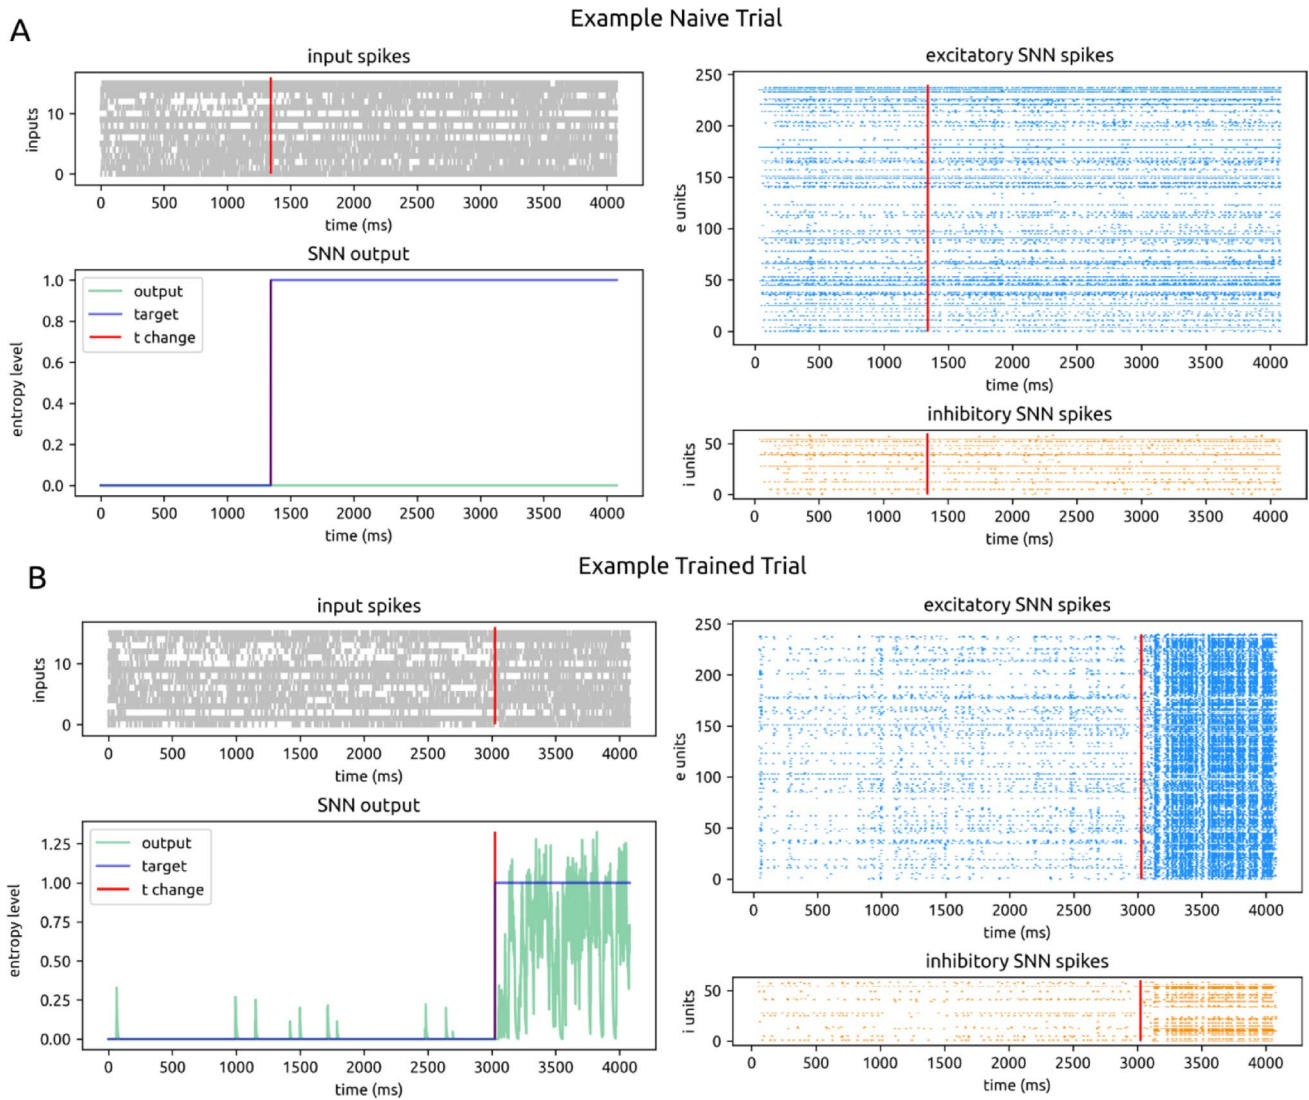 A
Example Naive Trial
input spikes
inputs
10
0
0 500 1000 1500 2000 2500 3000 3500 4000
time (ms)
SNN output
entropy level
1.0
0.8
0.6
0.4
0.2
0.0
output
target
t change
0 500 1000 1500 2000 2500 3000 3500 4000
time (ms)
excitatory SNN spikes
e units
250
200
150
100
50
0
0 500 1000 1500 2000 2500 3000 3500 4000
time (ms)
inhibitory SNN spikes
i units
50
0
0 500 1000 1500 2000 2500 3000 3500 4000
time (ms)
B
Example Trained Trial
input spikes
inputs
10
0
0 500 1000 1500 2000 2500 3000 3500 4000
time (ms)
SNN output
entropy level
1.25
1.00
0.75
0.50
0.25
0.00
output
target
t change
0 500 1000 1500 2000 2500 3000 3500 4000
time (ms)
excitatory SNN spikes
e units
250
200
150
100
50
0
0 500 1000 1500 2000 2500 3000 3500 4000
time (ms)
inhibitory SNN spikes
i units
50
0
0 500 1000 1500 2000 2500 3000 3500 4000
time (ms)